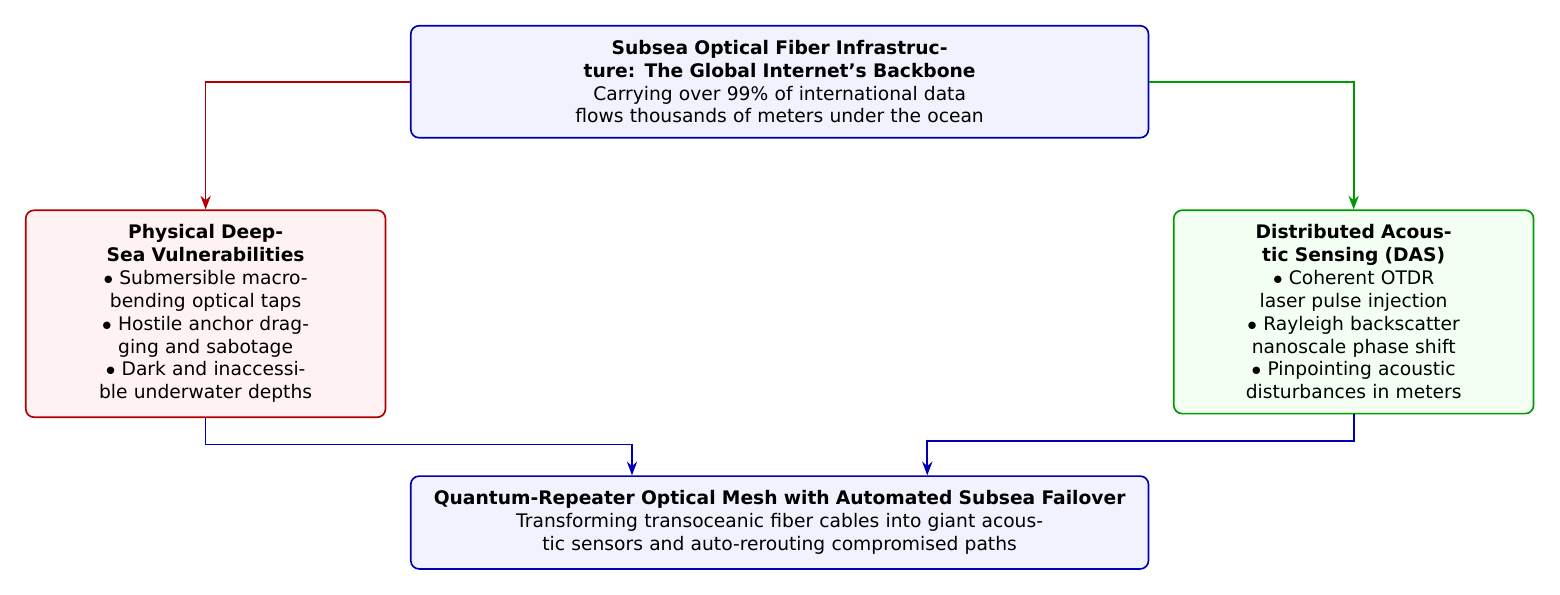 Subsea Optical Fiber Infrastruc-
ture: The Global Internet’s Backbone
Carrying over 99% of international data
flows thousands of meters under the ocean
Physical Deep-
Sea Vulnerabilities
• Submersible macro-
bending optical taps
• Hostile anchor drag-
ging and sabotage
• Dark and inaccessi-
ble underwater depths
Distributed Acous-
tic Sensing (DAS)
• Coherent OTDR
laser pulse injection
• Rayleigh backscatter
nanoscale phase shift
• Pinpointing acoustic
disturbances in meters
Quantum-Repeater Optical Mesh with Automated Subsea Failover
Transforming transoceanic fiber cables into giant acous-
tic sensors and auto-rerouting compromised paths